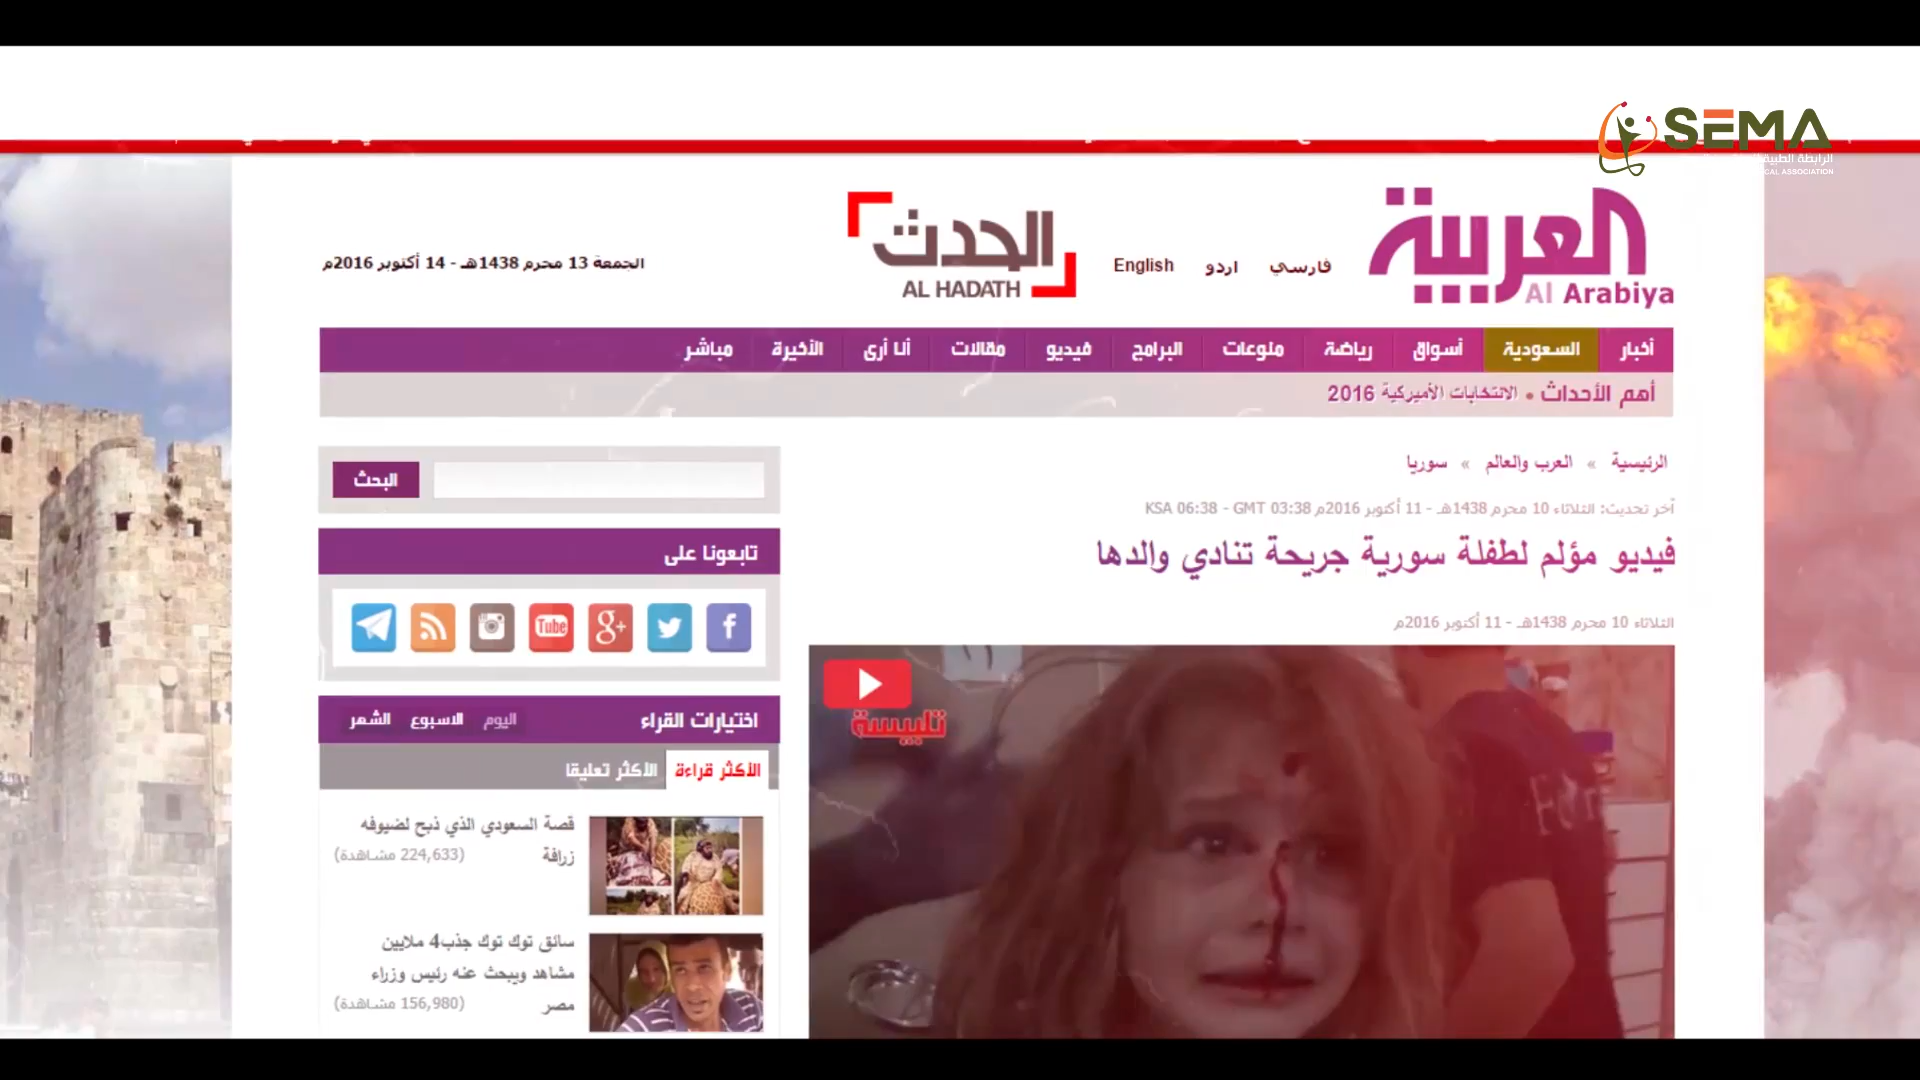 SEMA
الرابطة الطبية
CAL ASSOCIATION
العربية
Al Arabiya
فارسي
اردو
English
الحدث
AL HADATH
الجمعة 13 محرم 1438هـ - 14 أكتوبر 2016م
أخبار السعودية أسواق رياضة منوعات البرامج فيديو مقالات أنا أرى الأخيرة مباشر
أهم الأحداث • الانتخابات الأميركية 2016
الرئيسية » العرب والعالم » سوريا
آخر تحديث: الثلاثاء 10 محرم 1438هـ - 11 أكتوبر 2016م KSA 06:38 - GMT 03:38
فيديو مؤلم لطفلة سورية جريحة تنادي والدها
الثلاثاء 10 محرم 1438هـ - 11 أكتوبر 2016م
تلبيسة
البحث
تابعونا على
Tube
g+
f
اختيارات القراء
اليوم الاسبوع الشهر
الأكثر قراءة الأكثر تعليقا
قصة السعودي الذي ذبح لضيوفه
زرافة (224,633 مشاهدة)
سائق توك توك جذب4 ملايين
مشاهد ويبحث عنه رئيس وزراء
مصر (156,980 مشاهدة)